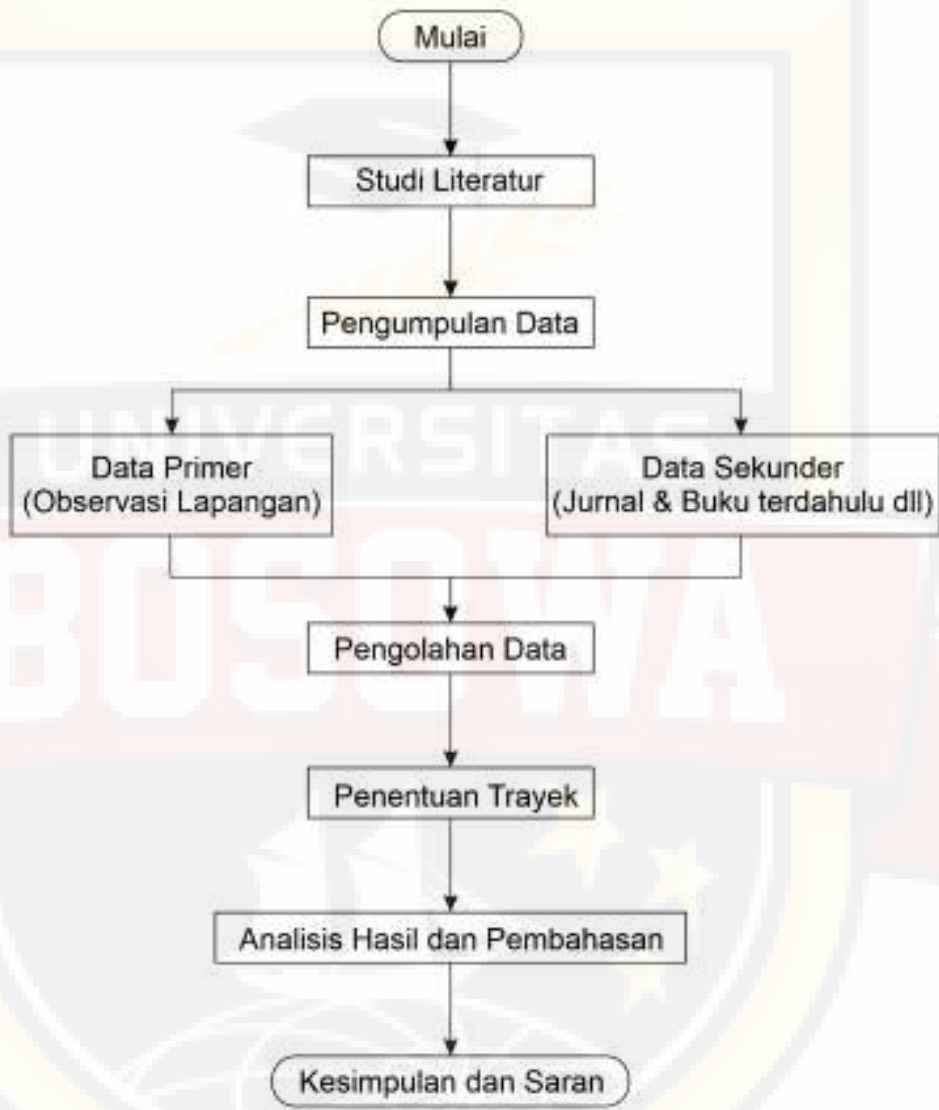 Mulai
Studi Literatur
Pengumpulan Data
Data Primer
(Observasi Lapangan)
Data Sekunder
(Jurnal & Buku terdahulu dll)
UNIVERSITAS
BOSOWA
Pengolahan Data
Penentuan Trayek
Analisis Hasil dan Pembahasan
Kesimpulan dan Saran